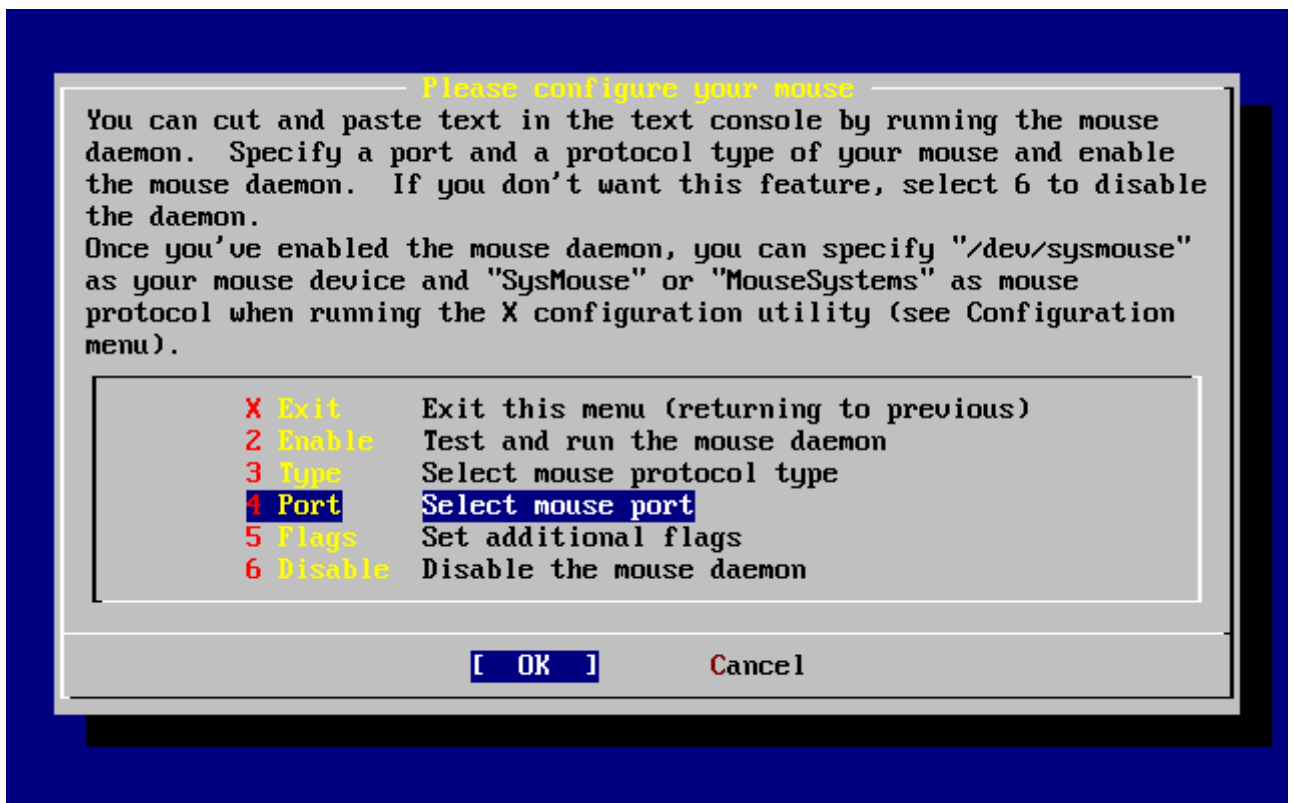 Please configure your mouse
You can cut and paste text in the text console by running the mouse
daemon.  Specify a port and a protocol type of your mouse and enable
the mouse daemon.  If you don't want this feature, select 6 to disable
the daemon.
Once you've enabled the mouse daemon, you can specify "/dev/sysmouse"
as your mouse device and "SysMouse" or "MouseSystems" as mouse
protocol when running the X configuration utility (see Configuration
menu).
X Exit     Exit this menu (returning to previous)
2 Enable   Test and run the mouse daemon
3 Type     Select mouse protocol type
4 Port     Select mouse port
5 Flags    Set additional flags
6 Disable  Disable the mouse daemon
[  OK  ]       Cancel